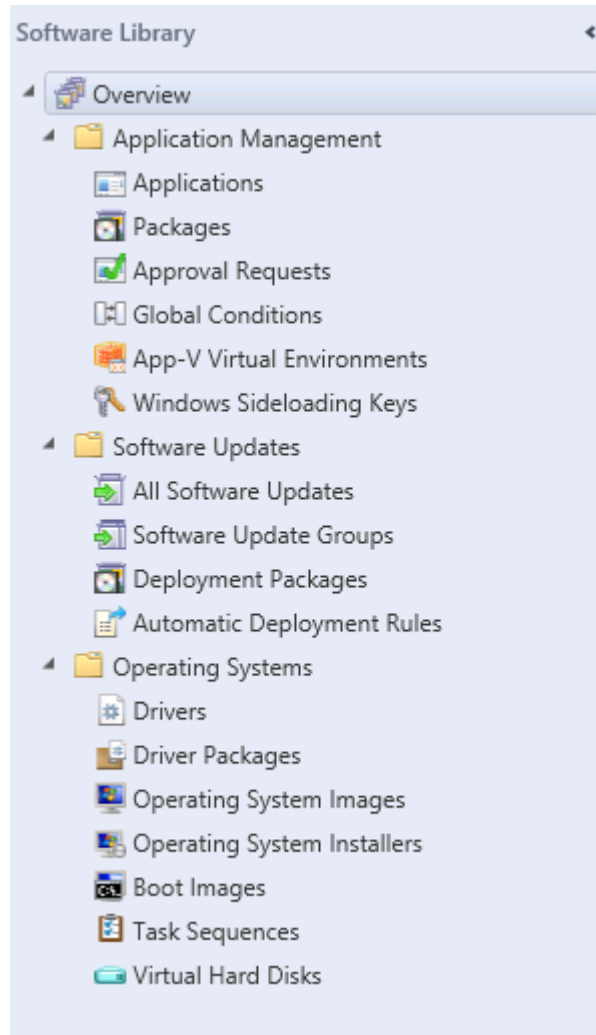 Software Library
Overview
Application Management
Applications
Packages
Approval Requests
Global Conditions
App-V Virtual Environments
Windows Sideloading Keys
Software Updates
All Software Updates
Software Update Groups
Deployment Packages
Automatic Deployment Rules
Operating Systems
Drivers
Driver Packages
Operating System Images
Operating System Installers
Boot Images
Task Sequences
Virtual Hard Disks